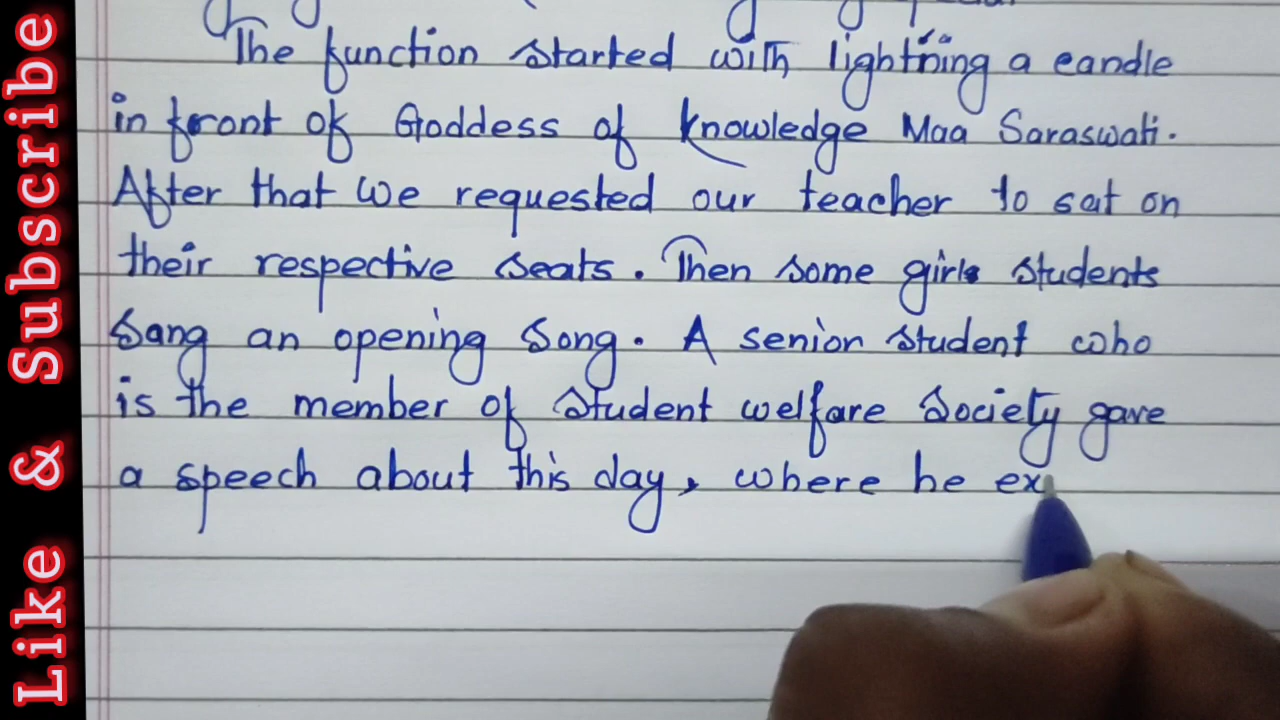 The function started with lightning a candle
in front of Goddess of knowledge Maa Saraswati.
After that we requested our teacher to sat on
their respective seats. Then some girls students
sang an opening song. A senior student who
is the member of student welfare society gave
a speech about this day, where he ex
Like & Subscribe